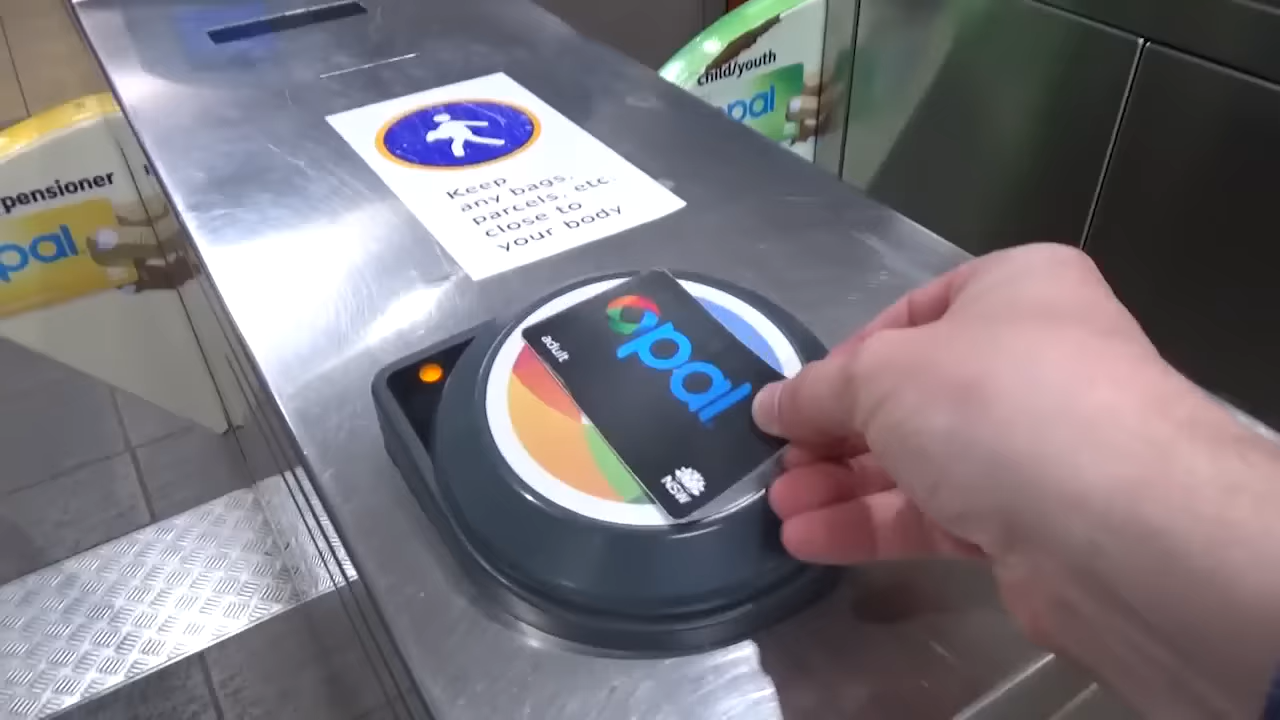 child/youth
opal
pensioner
opal
Keep
any bags,
parcels, etc.
close to
your body
opal
adult
NSW